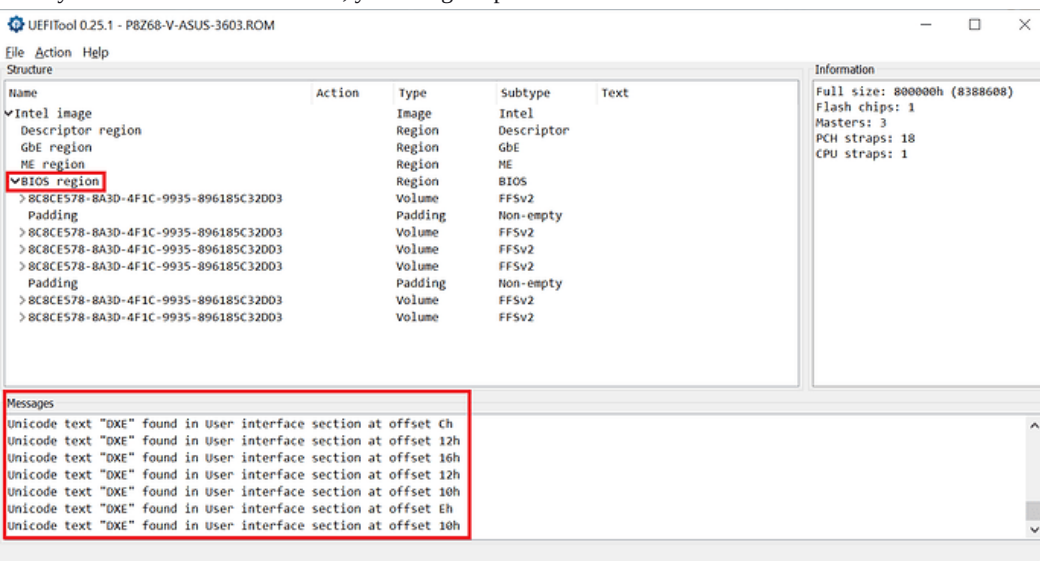 UEFITool 0.25.1 - P8Z68-V-ASUS-3603.ROM
File Action Help
Structure
Name Action Type Subtype Text
Intel image Image Intel
Descriptor region Region Descriptor
GbE region Region GbE
ME region Region ME
BIOS region Region BIOS
8C8CE578-8A3D-4F1C-9935-896185C32DD3 Volume FFSv2
Padding Padding Non-empty
8C8CE578-8A3D-4F1C-9935-896185C32DD3 Volume FFSv2
8C8CE578-8A3D-4F1C-9935-896185C32DD3 Volume FFSv2
8C8CE578-8A3D-4F1C-9935-896185C32DD3 Volume FFSv2
Padding Padding Non-empty
8C8CE578-8A3D-4F1C-9935-896185C32DD3 Volume FFSv2
8C8CE578-8A3D-4F1C-9935-896185C32DD3 Volume FFSv2
Information
Full size: 800000h (8388608)
Flash chips: 1
Masters: 3
PCH straps: 18
CPU straps: 1
Messages
Unicode text "DXE" found in User interface section at offset Ch
Unicode text "DXE" found in User interface section at offset 12h
Unicode text "DXE" found in User interface section at offset 16h
Unicode text "DXE" found in User interface section at offset 12h
Unicode text "DXE" found in User interface section at offset 10h
Unicode text "DXE" found in User interface section at offset Eh
Unicode text "DXE" found in User interface section at offset 10h